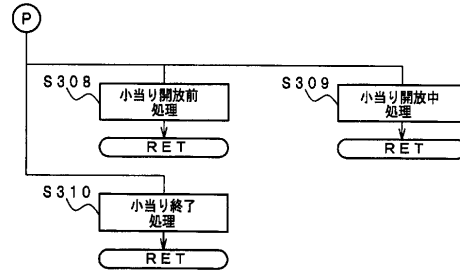 P
S308
小当り開放前
処理
RET
S309
小当り開放中
処理
RET
S310
小当り終了
処理
RET